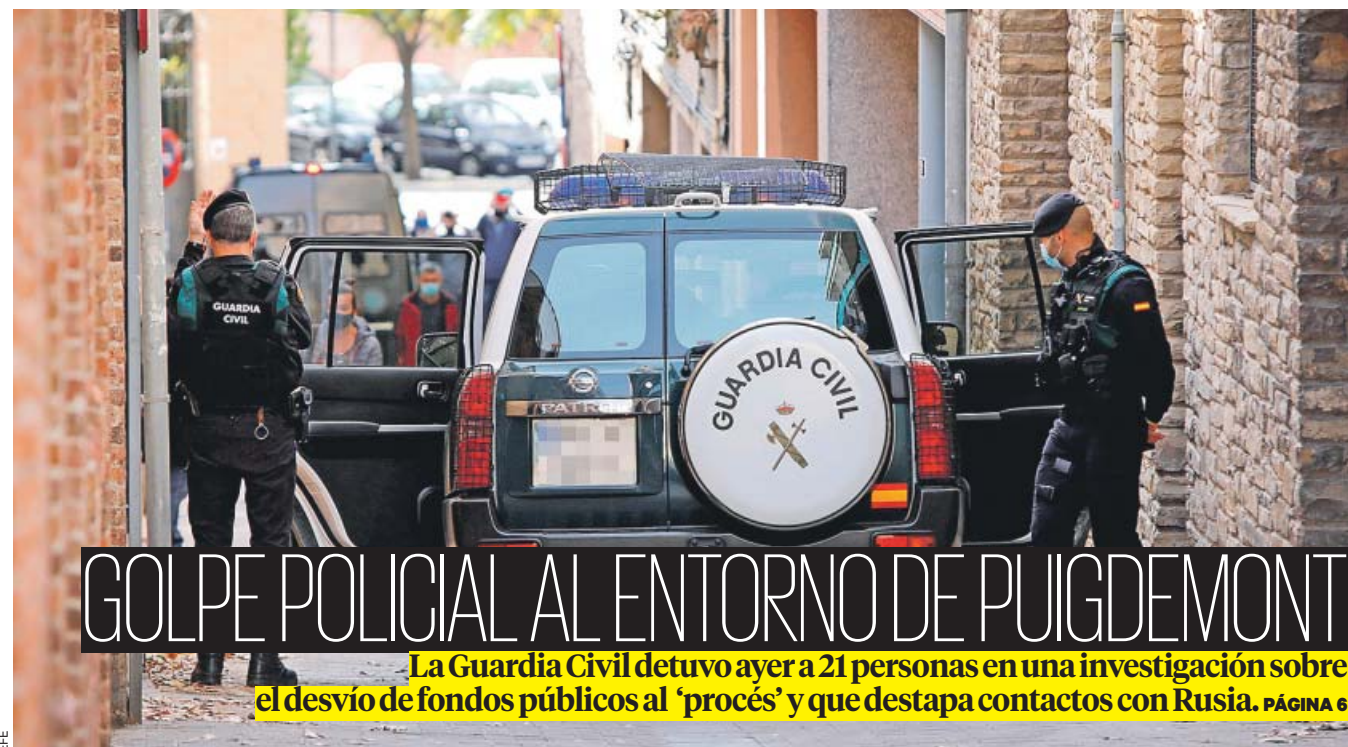 GUARDIA
CIVIL
PATROL
GUARDIA CIVIL
GOLPE POLICIAL AL ENTORNO DE PUIGDEMONT
La Guardia Civil detuvo ayer a 21 personas en una investigación sobre
el desvío de fondos públicos al ‘procés’ y que destapa contactos con Rusia. PÁGINA 6
EFE